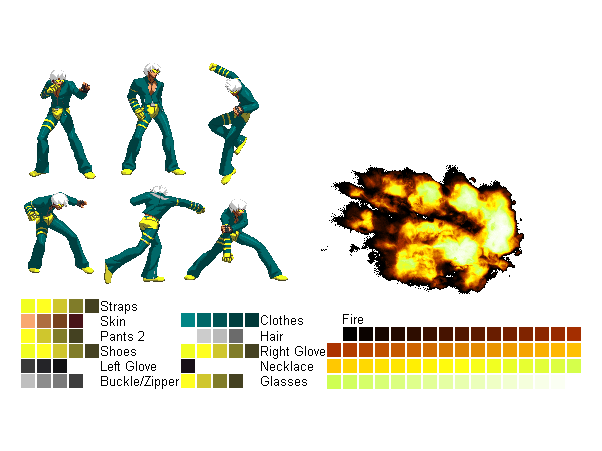 Straps
Skin
Pants 2
Shoes
Left Glove
Buckle/Zipper
Clothes
Hair
Right Glove
Necklace
Glasses
Fire